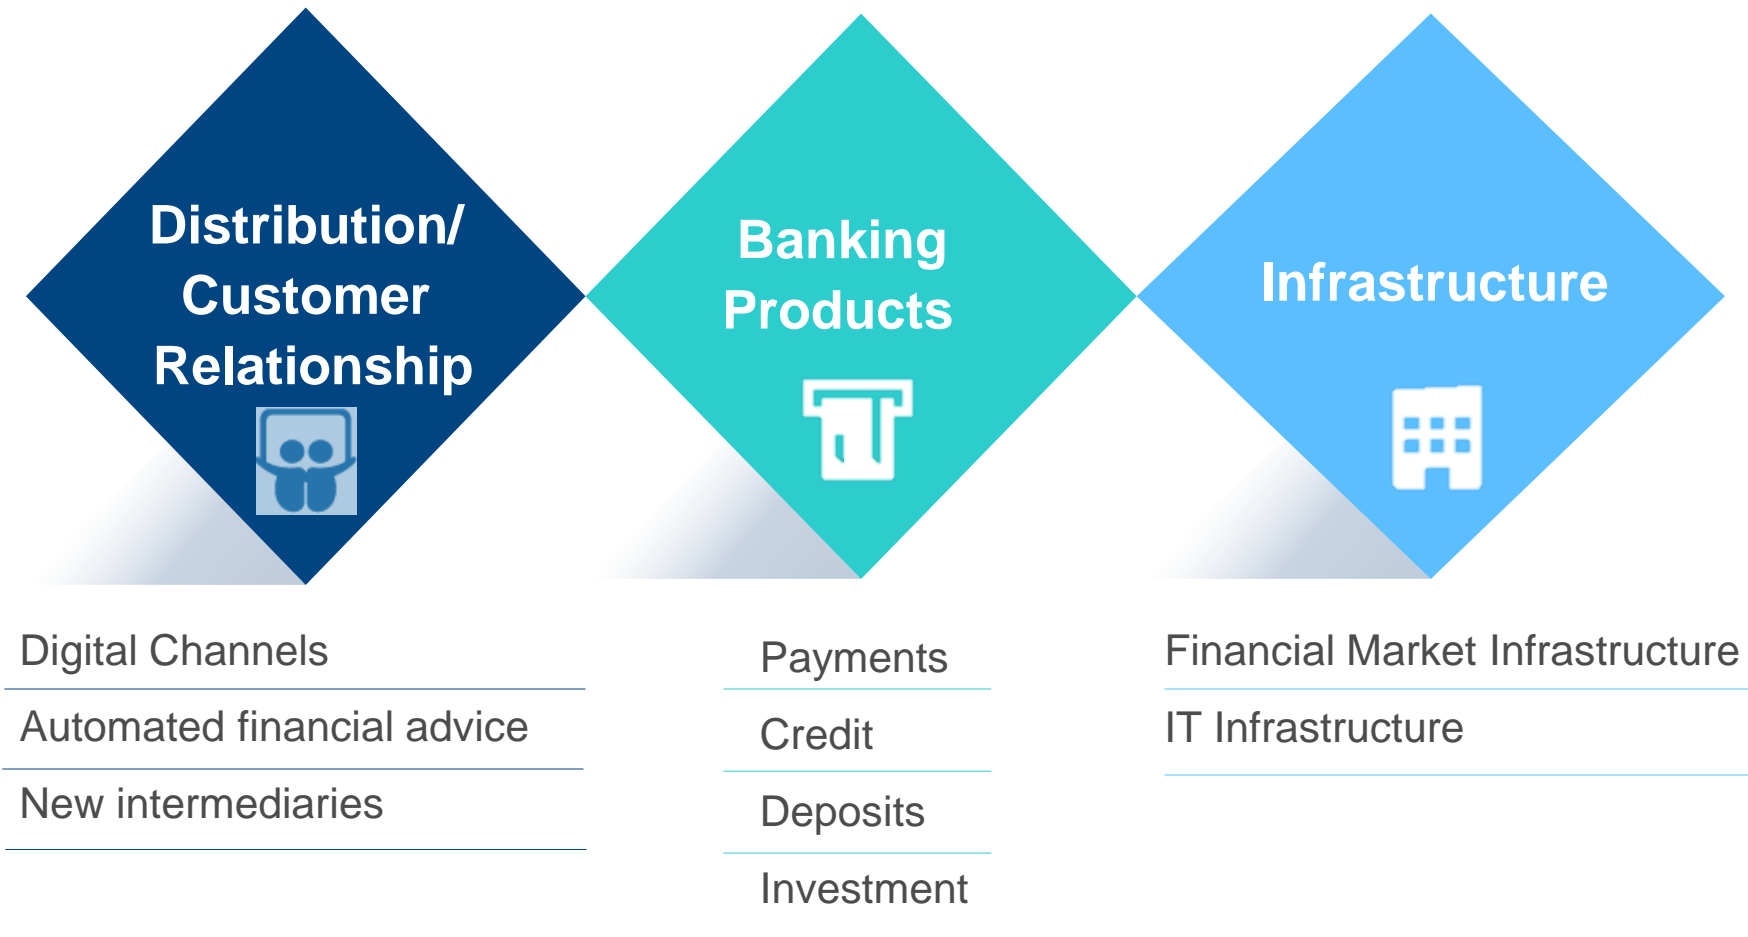 Distribution/
Customer
Relationship
Banking
Products
Infrastructure
Digital Channels
Automated financial advice
New intermediaries
Payments
Credit
Deposits
Investment
Financial Market Infrastructure
IT Infrastructure